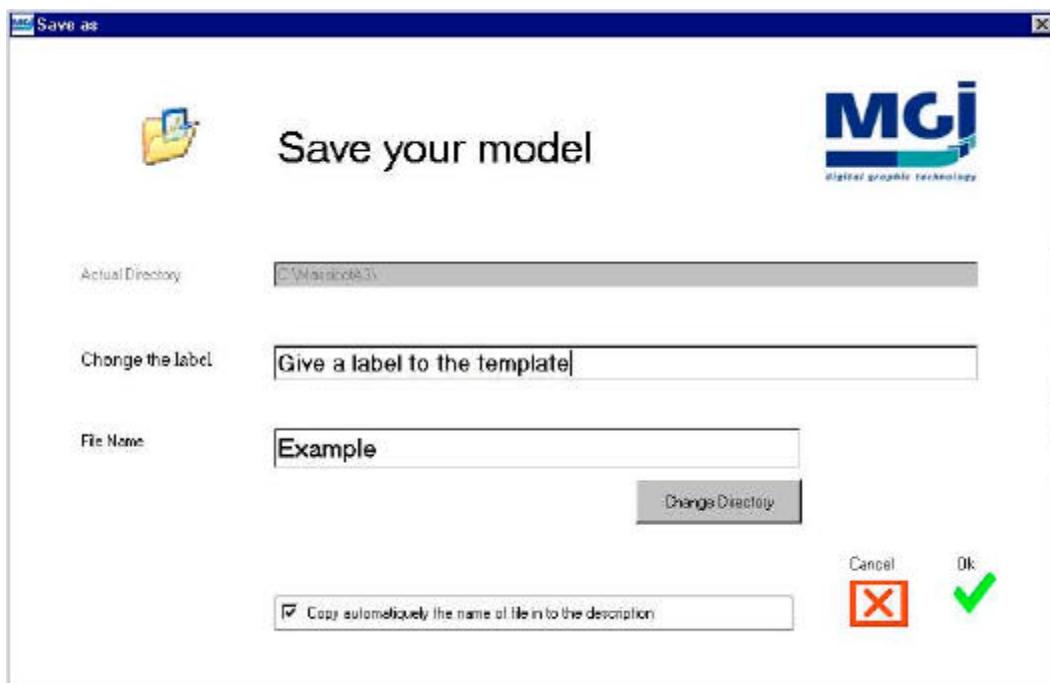 Save as
Save your model
MGI
digital graphic technology
Actual Directory
C:\MassicotA3\
Change the label
Give a label to the template
File Name
Example
Change Directory
Cancel
Ok
Copy automatiquely the name of file in to the description